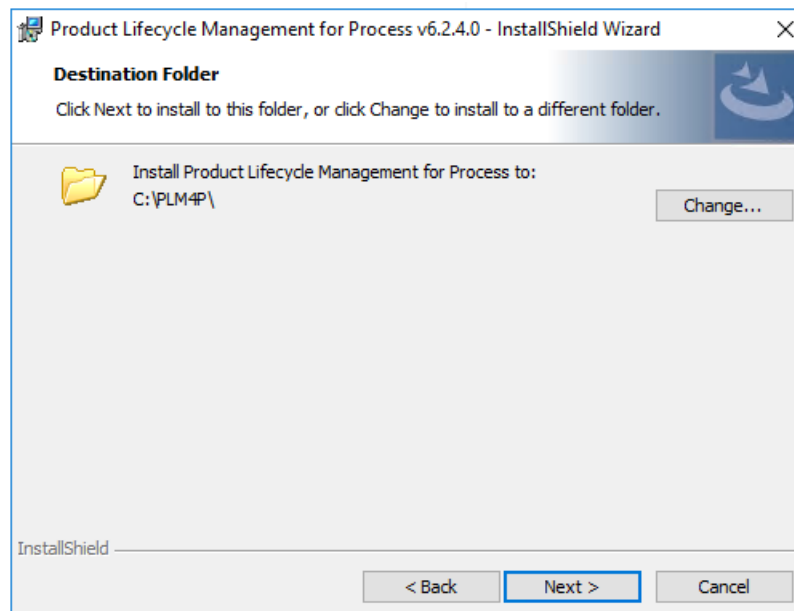 Product Lifecycle Management for Process v6.2.4.0 - InstallShield Wizard
Destination Folder
Click Next to install to this folder, or click Change to install to a different folder.
Install Product Lifecycle Management for Process to:
C:\PLM4P\
Change...
InstallShield
< Back
Next >
Cancel